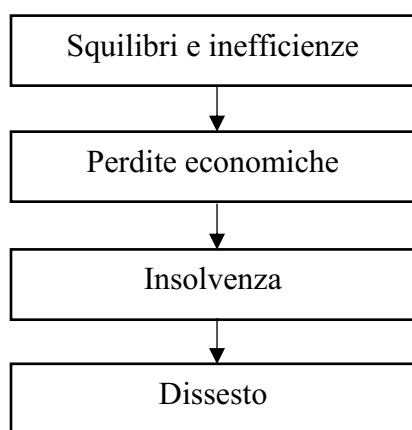 Squilibri e inefficienze
Perdite economiche
Insolvenza
Dissesto